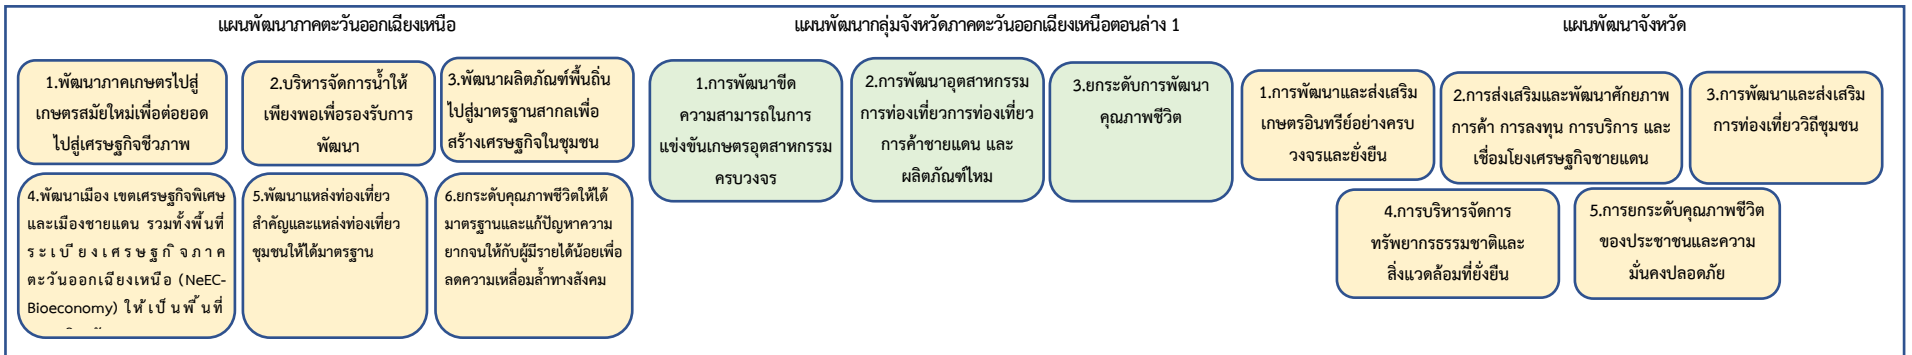 แผนพัฒนาภาคตะวันออกเฉียงเหนือ
1.พัฒนาภาคเกษตรไปสู่
เกษตรสมัยใหม่เพื่อต่อยอด
ไปสู่เศรษฐกิจชีวภาพ
2.บริหารจัดการน้ำให้
เพียงพอเพื่อรองรับการ
พัฒนา
3.พัฒนาผลิตภัณฑ์พื้นถิ่น
ไปสู่มาตรฐานสากลเพื่อ
สร้างเศรษฐกิจในชุมชน
4.พัฒนาเมือง เขตเศรษฐกิจพิเศษ
และเมืองชายแดน รวมทั้งพื้นที่
ระเบียงเศรษฐกิจภาค
ตะวันออกเฉียงเหนือ (NeEC-
Bioeconomy) ให้เป็นพื้นที่
5.พัฒนาแหล่งท่องเที่ยว
สำคัญและแหล่งท่องเที่ยว
ชุมชนให้ได้มาตรฐาน
6.ยกระดับคุณภาพชีวิตให้ได้
มาตรฐานและแก้ปัญหาความ
ยากจนให้กับผู้มีรายได้น้อยเพื่อ
ลดความเหลื่อมล้ำทางสังคม
แผนพัฒนากลุ่มจังหวัดภาคตะวันออกเฉียงเหนือตอนล่าง 1
1.การพัฒนาขีด
ความสามารถในการ
แข่งขันเกษตรอุตสาหกรรม
ครบวงจร
2.การพัฒนาอุตสาหกรรม
การท่องเที่ยวการท่องเที่ยว
การค้าชายแดน และ
ผลิตภัณฑ์ไหม
3.ยกระดับการพัฒนา
คุณภาพชีวิต
แผนพัฒนาจังหวัด
1.การพัฒนาและส่งเสริม
เกษตรอินทรีย์อย่างครบ
วงจรและยั่งยืน
2.การส่งเสริมและพัฒนาศักยภาพ
การค้า การลงทุน การบริการ และ
เชื่อมโยงเศรษฐกิจชายแดน
3.การพัฒนาและส่งเสริม
การท่องเที่ยววิถีชุมชน
4.การบริหารจัดการ
ทรัพยากรธรรมชาติและ
สิ่งแวดล้อมที่ยั่งยืน
5.การยกระดับคุณภาพชีวิต
ของประชาชนและความ
มั่นคงปลอดภัย